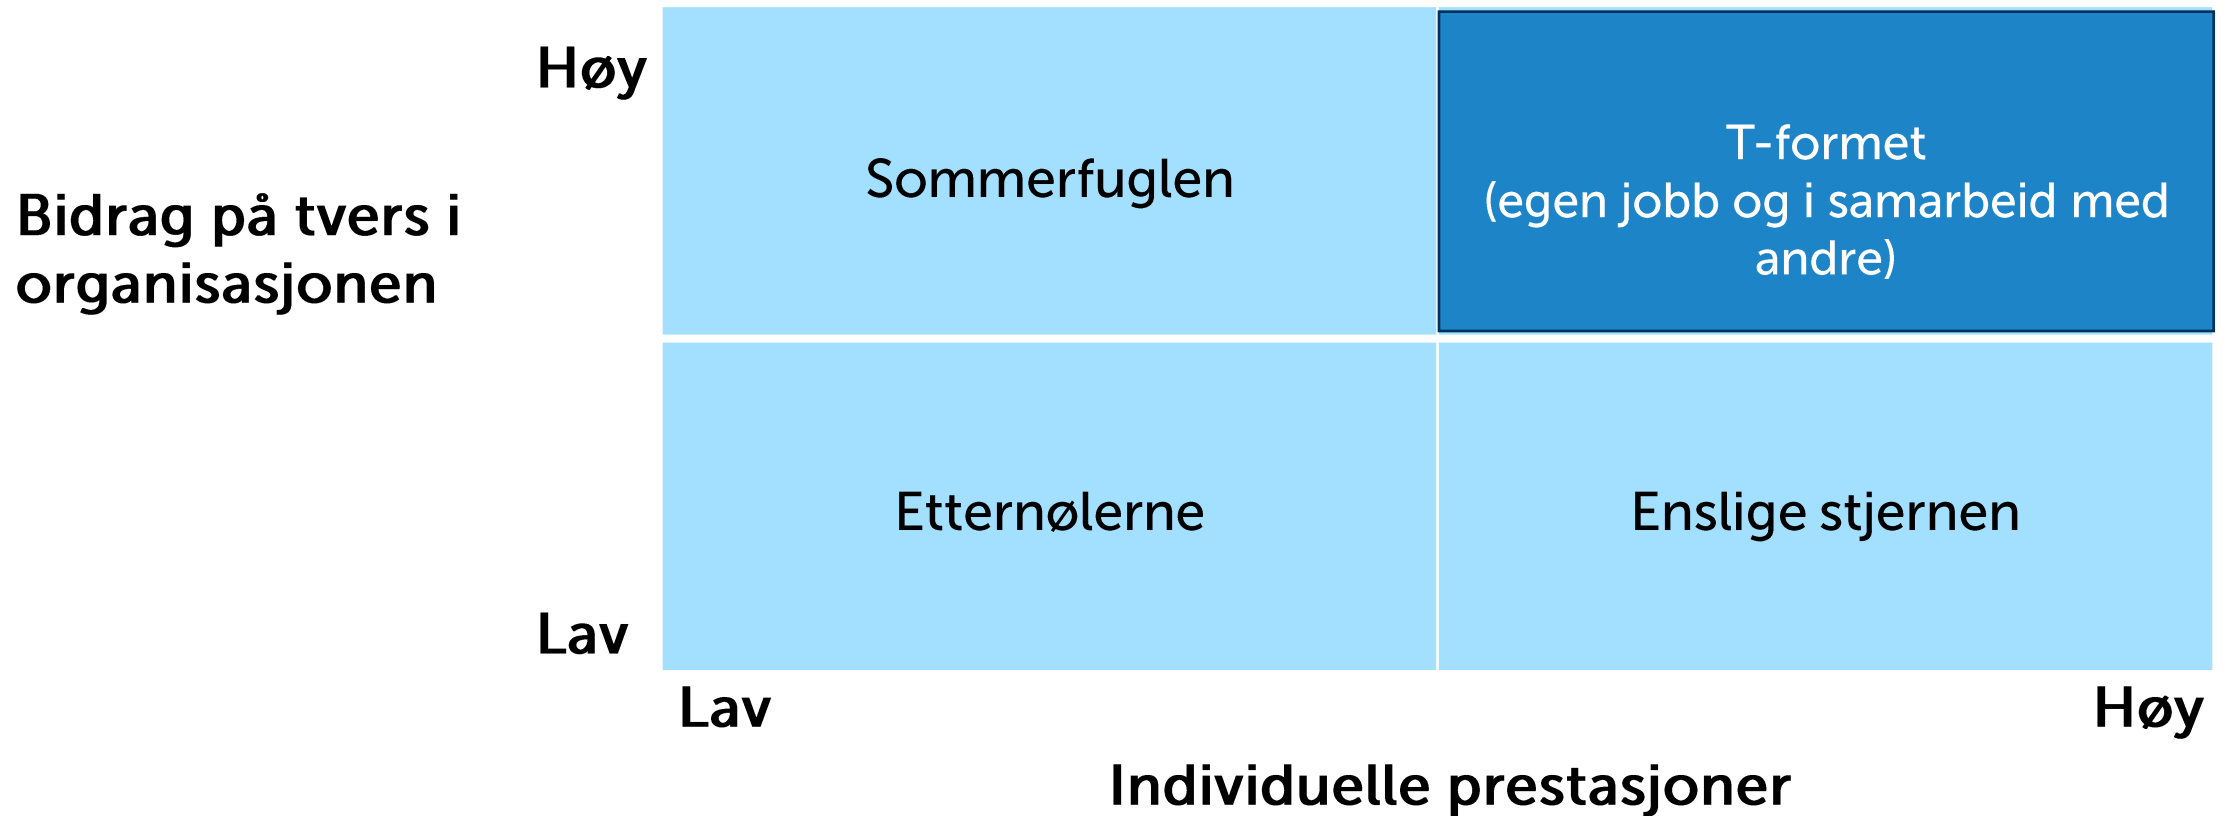 Høy
Sommerfuglen
T-formet
(egen jobb og i samarbeid med
andre)
Bidrag på tvers i
organisasjonen
Etternølerne
Enslige stjernen
Lav
Lav
Høy
Individuelle prestasjoner